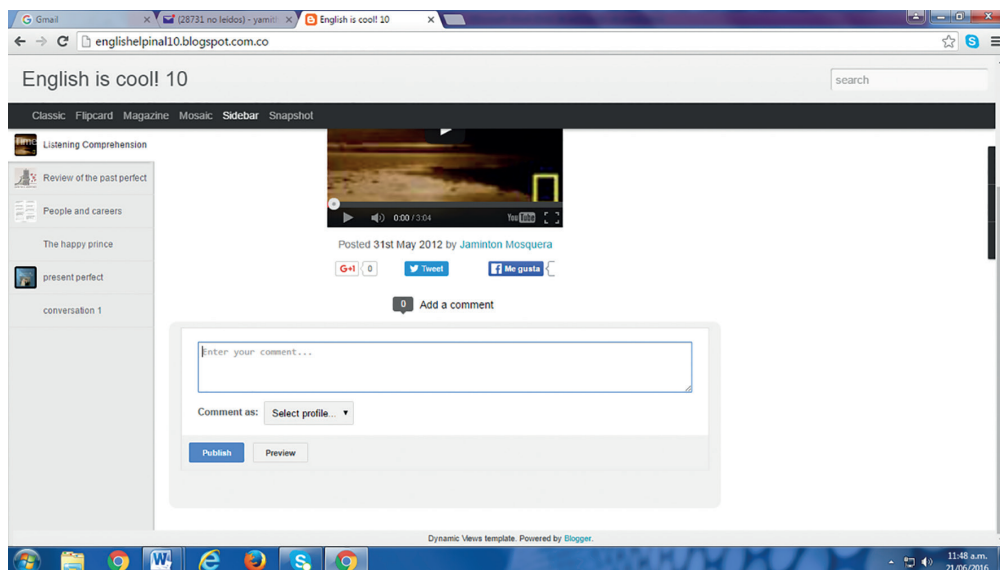 Gmail
(28731 no leídos) - yamit
English is cool! 10
englishelpinal10.blogspot.com.co
English is cool! 10
search
Classic Flipcard Magazine Mosaic Sidebar Snapshot
Time
Listening Comprehension
Review of the past perfect
People and careers
The happy prince
present perfect
conversation 1
0:00 / 3:04
YouTube
Posted 31st May 2012 by Jaminton Mosquera
G+1 0 Tweet Me gusta
0 Add a comment
Enter your comment...
Comment as: Select profile...
Publish Preview
Dynamic Views template. Powered by Blogger.
11:48 a.m.
21/06/2016